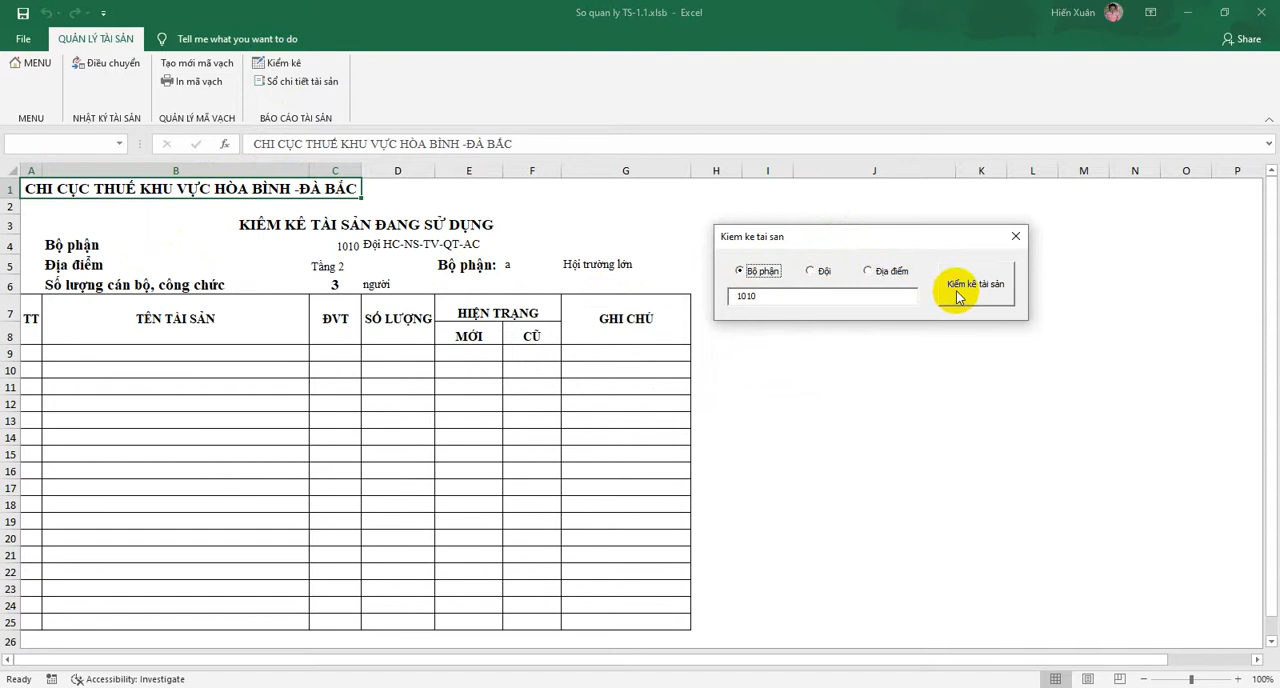 So quan ly TS-1.1.xlsb - Excel
Hiến Xuân
File
QUẢN LÝ TÀI SẢN
Tell me what you want to do
Share
MENU
Điều chuyển
Tạo mới mã vạch
Kiểm kê
In mã vạch
Sổ chi tiết tài sản
MENU
NHẬT KÝ TÀI SẢN
QUẢN LÝ MÃ VẠCH
BÁO CÁO TÀI SẢN
fx
CHI CỤC THUẾ KHU VỰC HÒA BÌNH -ĐÀ BẮC
A B C D E F G H I J K L M N O P
1 CHI CỤC THUẾ KHU VỰC HÒA BÌNH -ĐÀ BẮC
2
3 KIỂM KÊ TÀI SẢN ĐANG SỬ DỤNG
4 Bộ phận 1010 Đội HC-NS-TV-QT-AC
5 Địa điểm Tầng 2 Bộ phận: a Hội trường lớn
6 Số lượng cán bộ, công chức 3 người
7 TT TÊN TÀI SẢN ĐVT SỐ LƯỢNG HIỆN TRẠNG GHI CHÚ
8 MỚI CŨ
9
10
11
12
13
14
15
16
17
18
19
20
21
22
23
24
25
26
Kiem ke tai san
Bộ phận Đội Địa điểm
Kiểm kê tài sản
1010
Ready
Accessibility: Investigate
100%